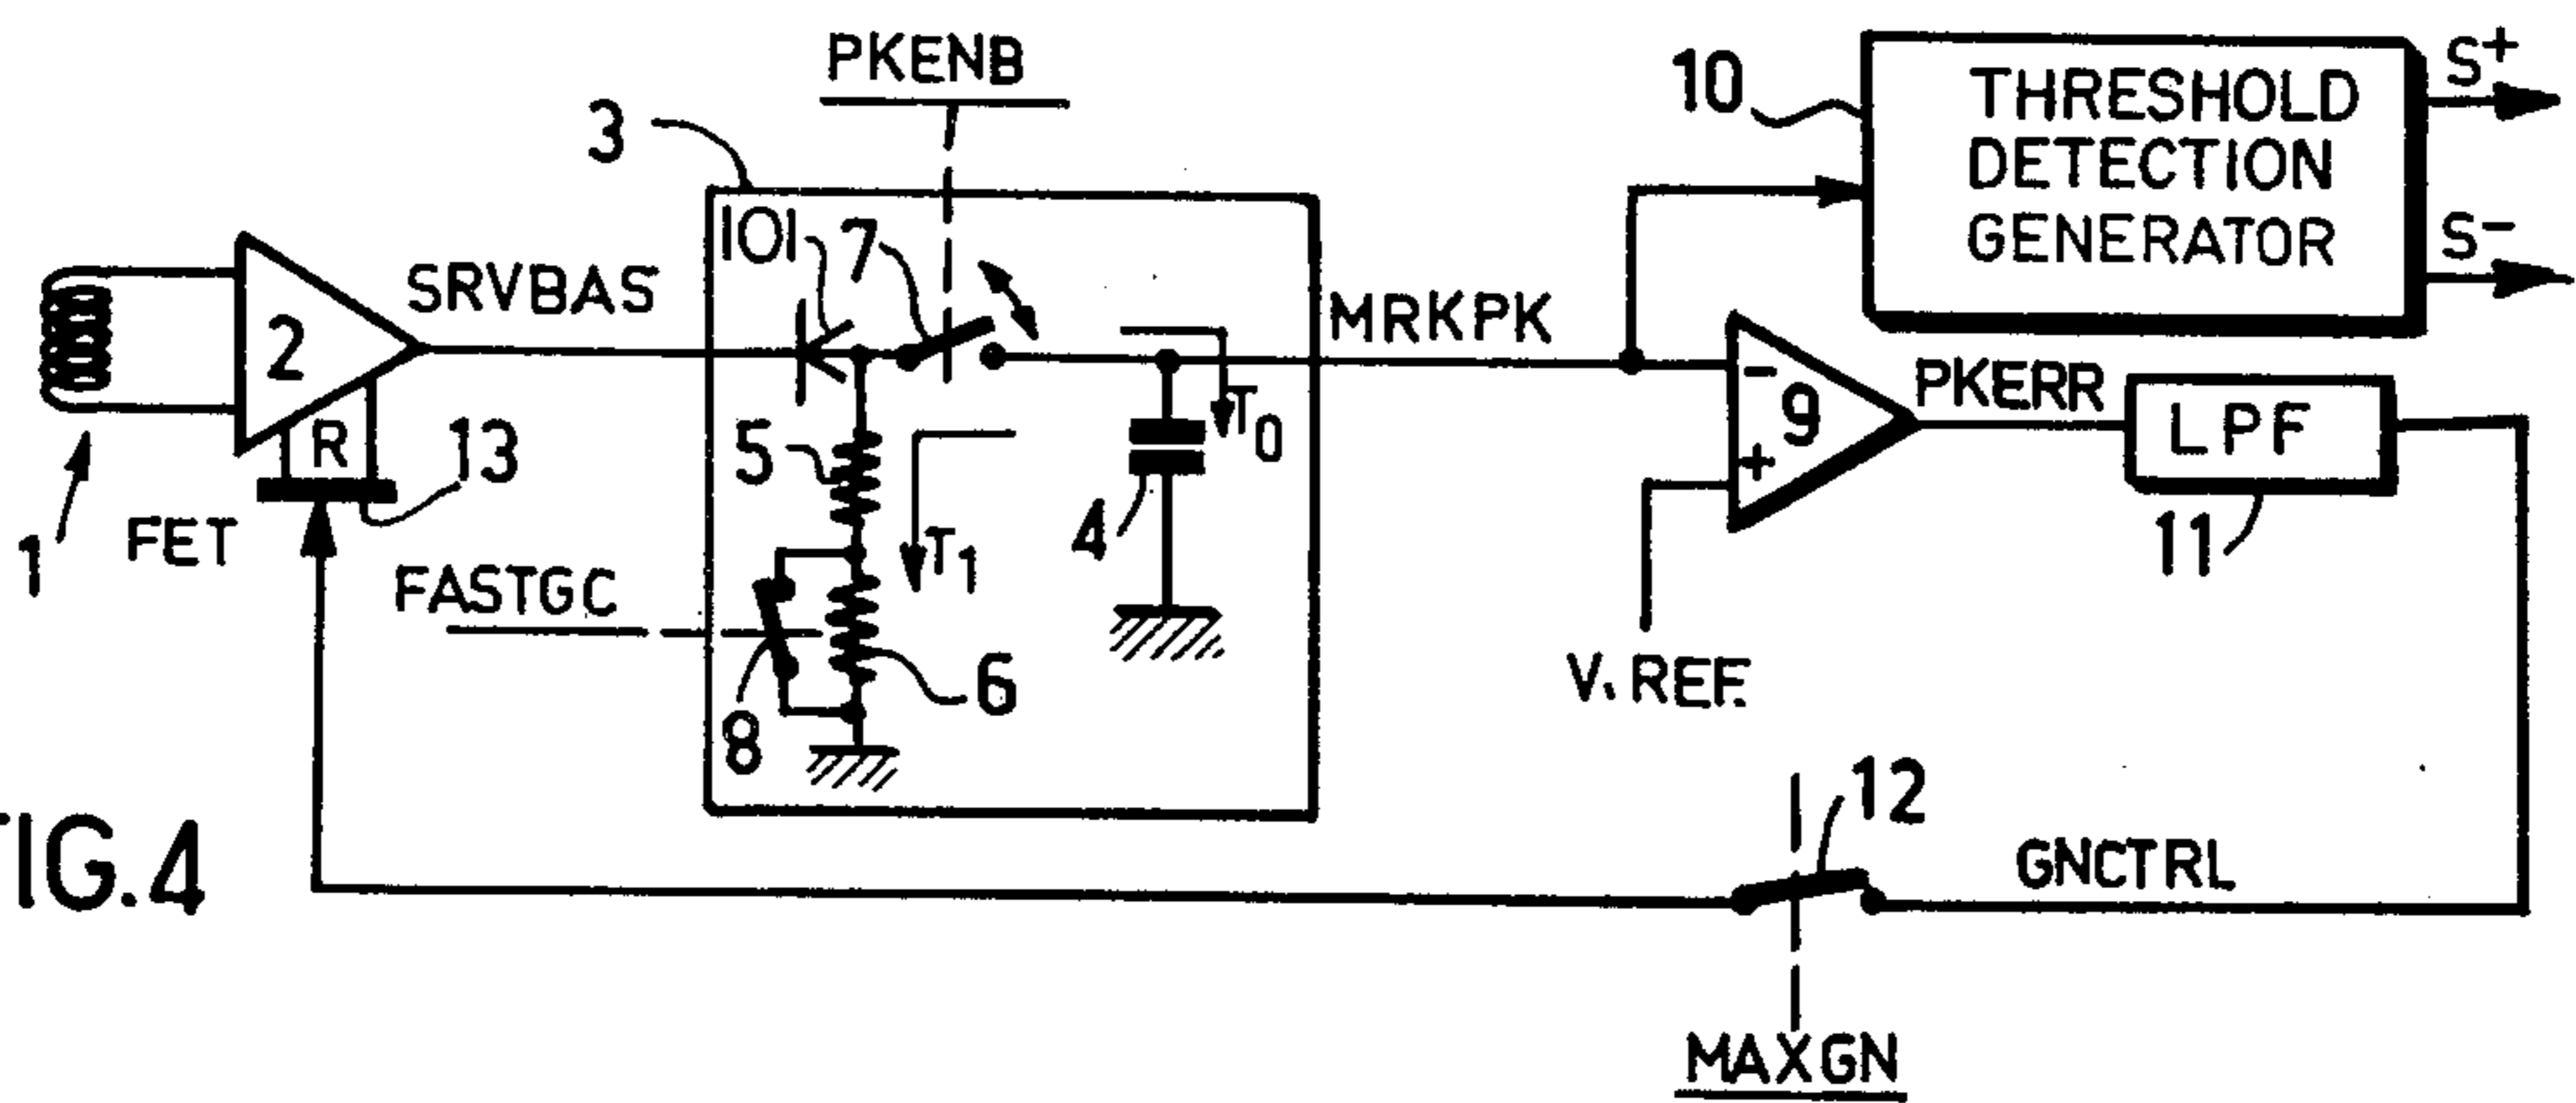 PKENB
3
10
THRESHOLD
DETECTION
GENERATOR
S+
S-
101
7
SRVBAS
2
MRKPK
T0
R
13
5
T1
4
9
-
+
PKERR
LPF
11
1
FET
FASTGC
6
8
V. REF.
12
GNCTRL
FIG.4
MAXGN